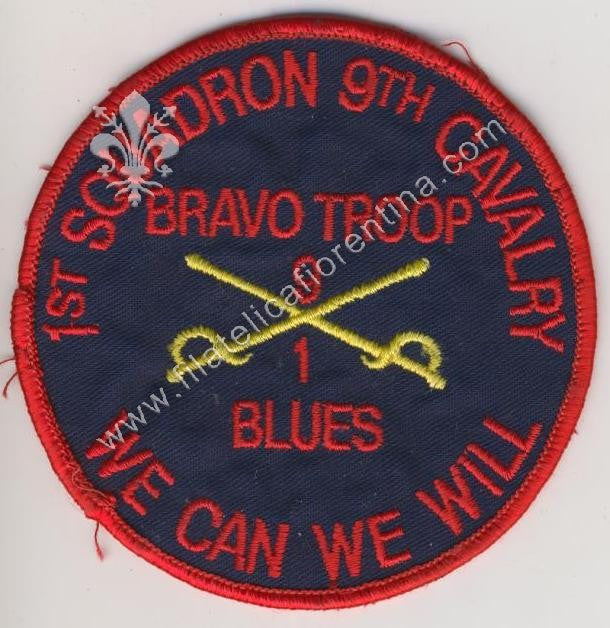 1ST SQUADRON 9TH CAVALRY
BRAVO TROOP
9
1
BLUES
WE CAN WE WILL
www.filatelicafiorentina.com